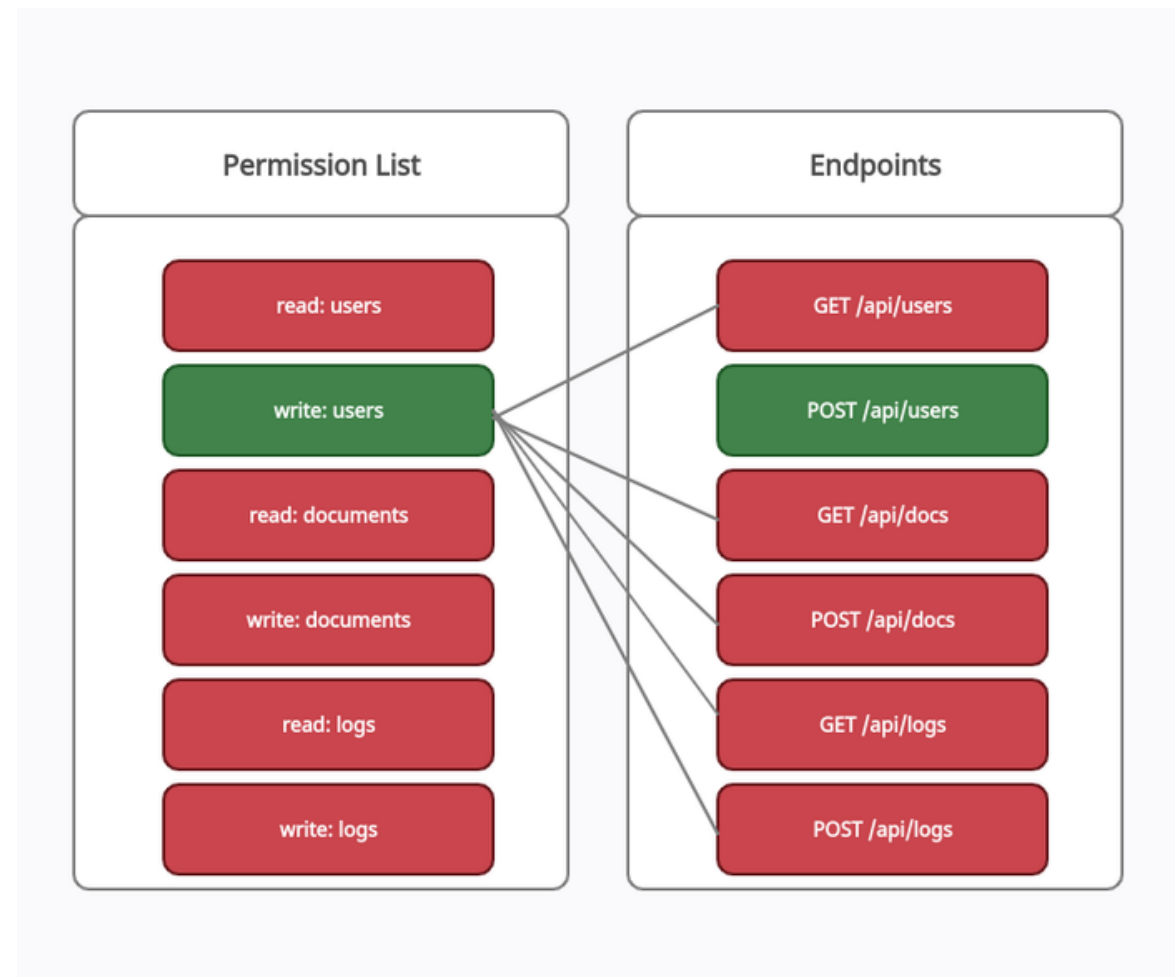 Permission List
read: users
write: users
read: documents
write: documents
read: logs
write: logs
Endpoints
GET /api/users
POST /api/users
GET /api/docs
POST /api/docs
GET /api/logs
POST /api/logs